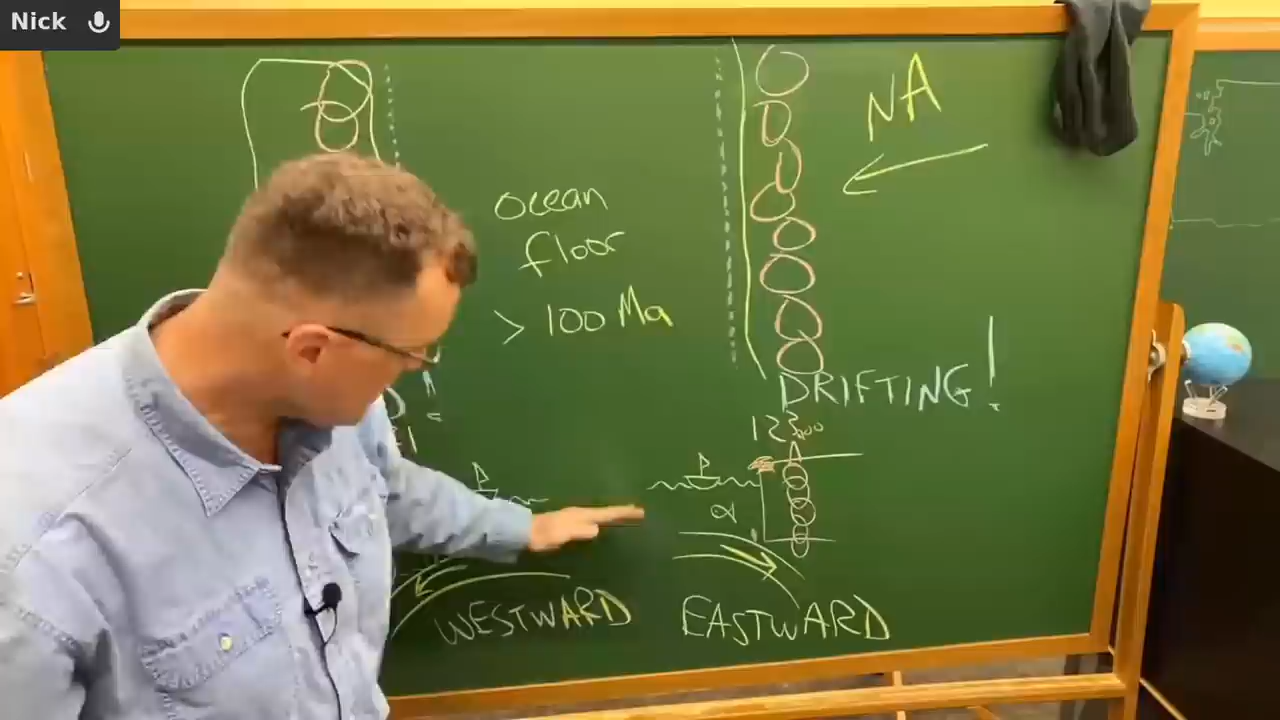 Nick
NA
ocean
floor
> 100 Ma
DRIFTING!
α
WESTWARD
EASTWARD